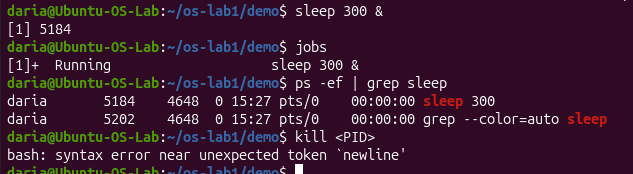 daria@Ubuntu-OS-Lab:~/os-lab1/demo$ sleep 300 &
[1] 5184
daria@Ubuntu-OS-Lab:~/os-lab1/demo$ jobs
[1]+  Running                 sleep 300 &
daria@Ubuntu-OS-Lab:~/os-lab1/demo$ ps -ef | grep sleep
daria       5184    4648  0 15:27 pts/0    00:00:00 sleep 300
daria       5202    4648  0 15:27 pts/0    00:00:00 grep --color=auto sleep
daria@Ubuntu-OS-Lab:~/os-lab1/demo$ kill <PID>
bash: syntax error near unexpected token `newline'
daria@Ubuntu-OS-Lab:~/os-lab1/demo$